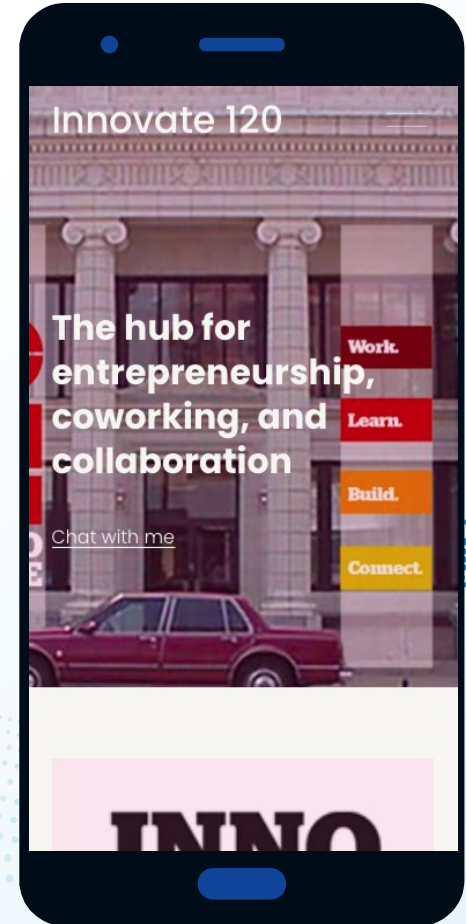 Innovate 120
The hub for
entrepreneurship,
coworking, and
collaboration
Chat with me
Work.
Learn.
Build.
Connect.
INNO